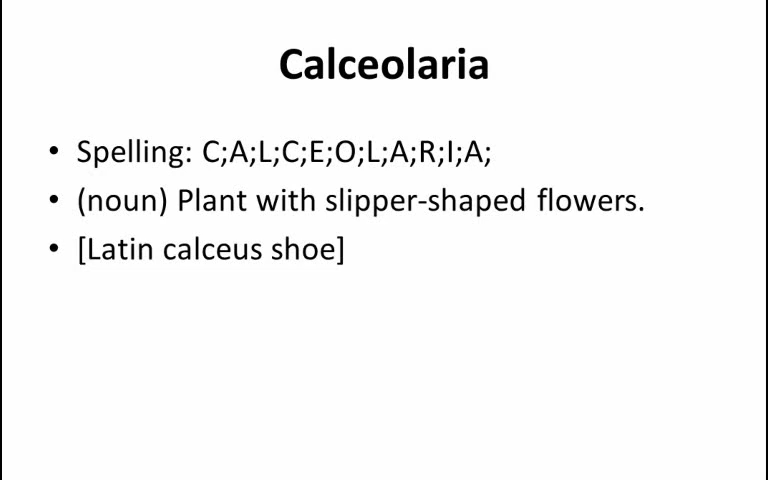 Calceolaria
• Spelling: C;A;L;C;E;O;L;A;R;I;A;
• (noun) Plant with slipper-shaped flowers.
• [Latin calceus shoe]